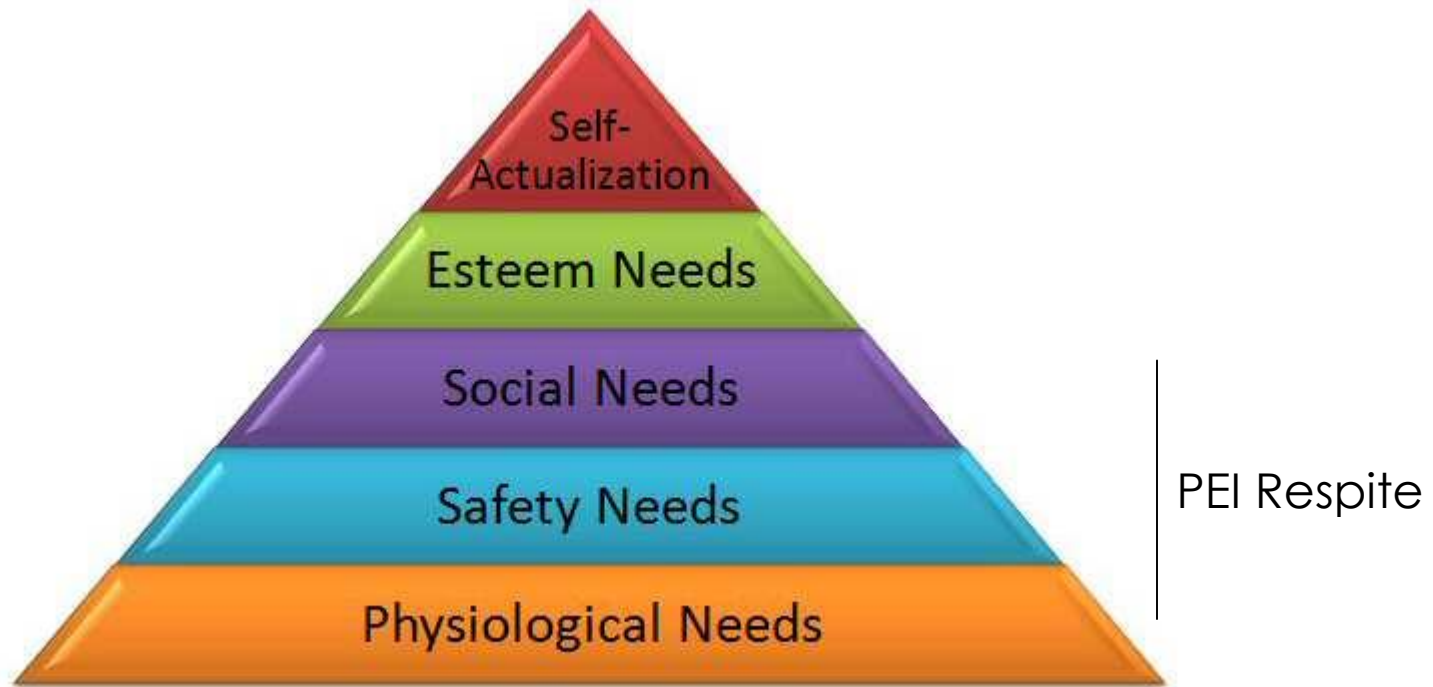 Self-
Actualization
Esteem Needs
Social Needs
Safety Needs
PEI Respite
Physiological Needs